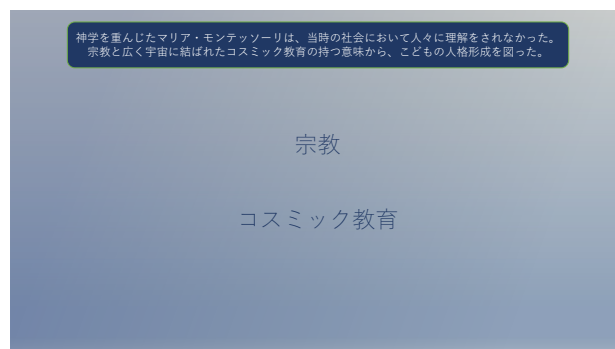 神学を重んじたマリア・モンテッソーリは、当時の社会において人々に理解をされなかった。
宗教と広く宇宙に結ばれたコスミック教育の持つ意味から、こどもの人格形成を図った。
宗教
コスミック教育